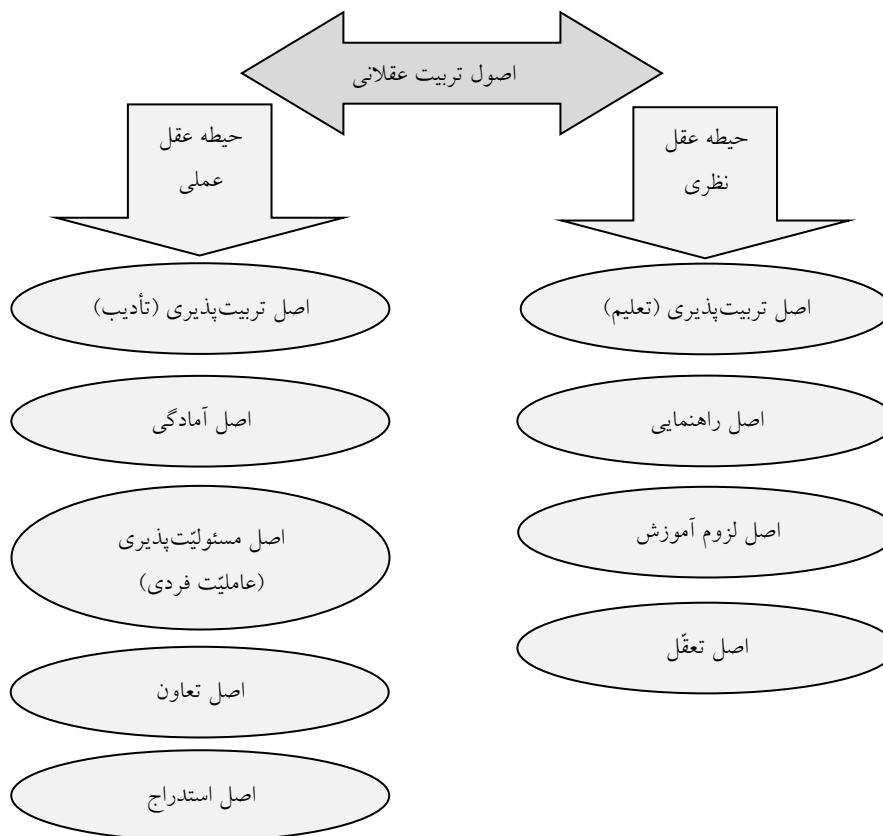 اصول تربیت عقلانی
حیطه عقل
نظری
اصل تربیت‌پذیری (تعلیم)
اصل راهنمایی
اصل لزوم آموزش
اصل تعقّل
حیطه عقل
عملی
اصل تربیت‌پذیری (تأدیب)
اصل آمادگی
اصل مسئولیّت‌پذیری
(عاملیّت فردی)
اصل تعاون
اصل استدراج